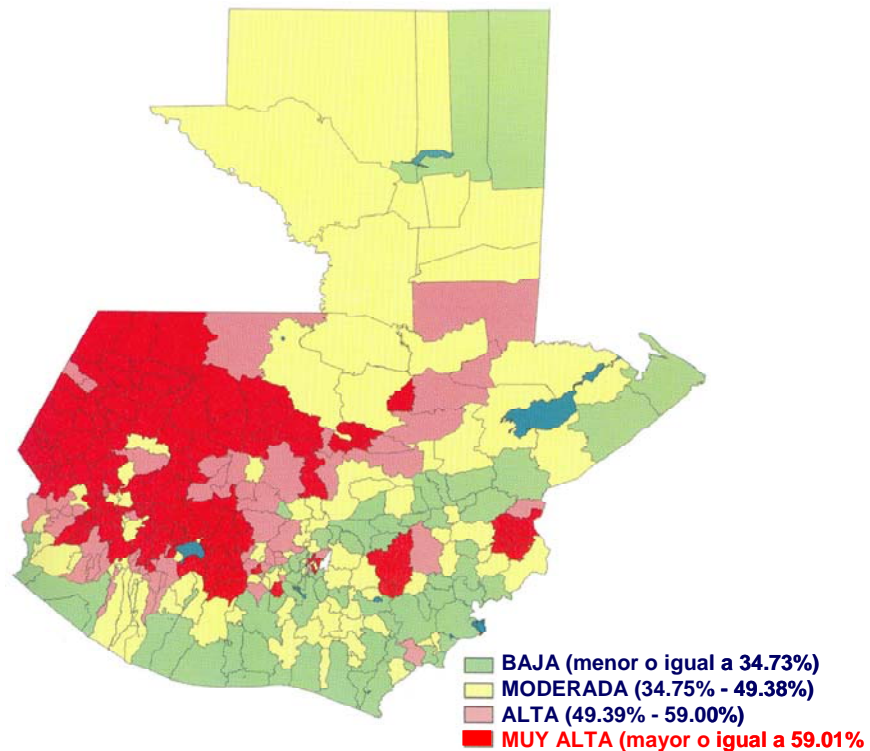 BAJA (menor o igual a 34.73%)
MODERADA (34.75% - 49.38%)
ALTA (49.39% - 59.00%)
MUY ALTA (mayor o igual a 59.01%